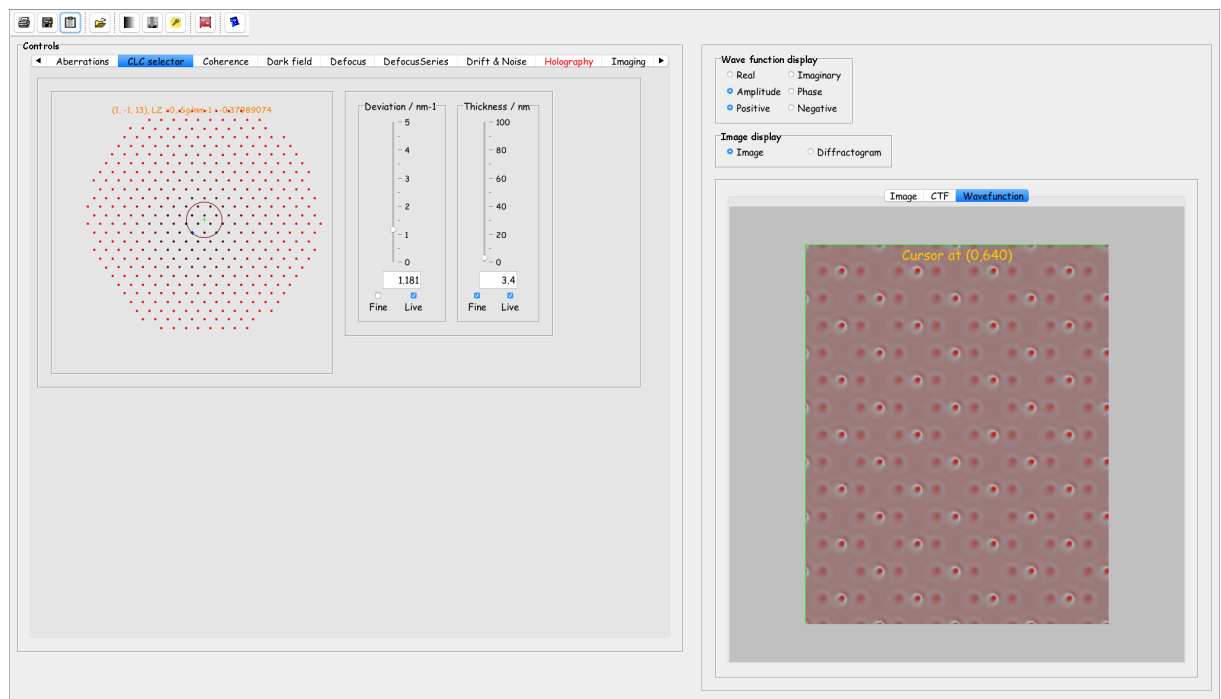 Controls
Aberrations CLC selector Coherence Dark field Defocus DefocusSeries Drift & Noise Holography Imaging
Deviation / nm-1
5
4
3
2
1
0
1.181
Fine Live
Thickness / nm
100
80
60
40
20
0
3.4
Fine Live
Wave function display
Real Imaginary
Amplitude Phase
Positive Negative
Image display
Image Diffractogram
Image CTF Wavefunction
Cursor at (0,640)